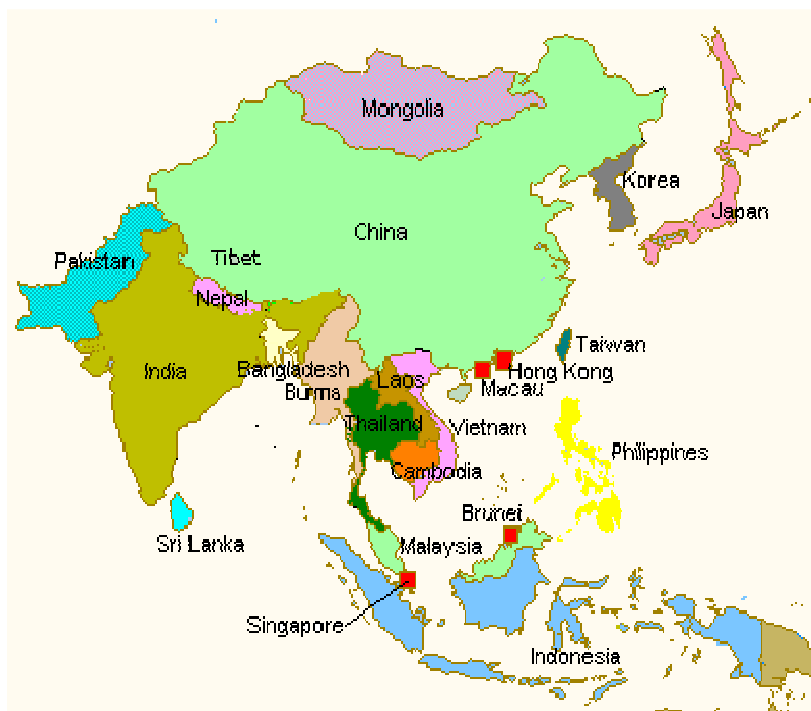 Mongolia
Korea
Japan
China
Pakistan
Tibet
Nepal
Taiwan
India
Bangladesh
Hong Kong
Laos
Macau
Burma
Thailand
Vietnam
Philippines
Cambodia
Brunei
Sri Lanka
Malaysia
Singapore
Indonesia